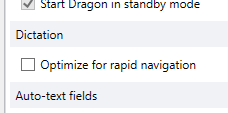 Start Dragon in standby mode
Dictation
Optimize for rapid navigation
Auto-text fields